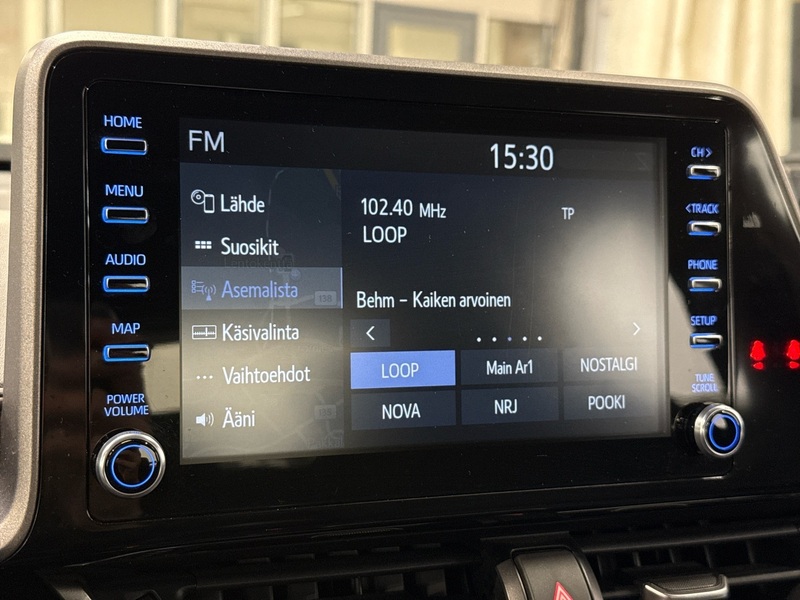 HOME
MENU
AUDIO
MAP
POWER
VOLUME
FM
15:30
Lähde
Suosikit
Asemalista
Käsivalinta
Vaihtoehdot
Ääni
102.40 MHz
TP
LOOP
Behm – Kaiken arvoinen
LOOP
Main Ar1
NOSTALGI
NOVA
NRJ
POOKI
CH>
<TRACK
PHONE
SETUP
TUNE
SCROLL